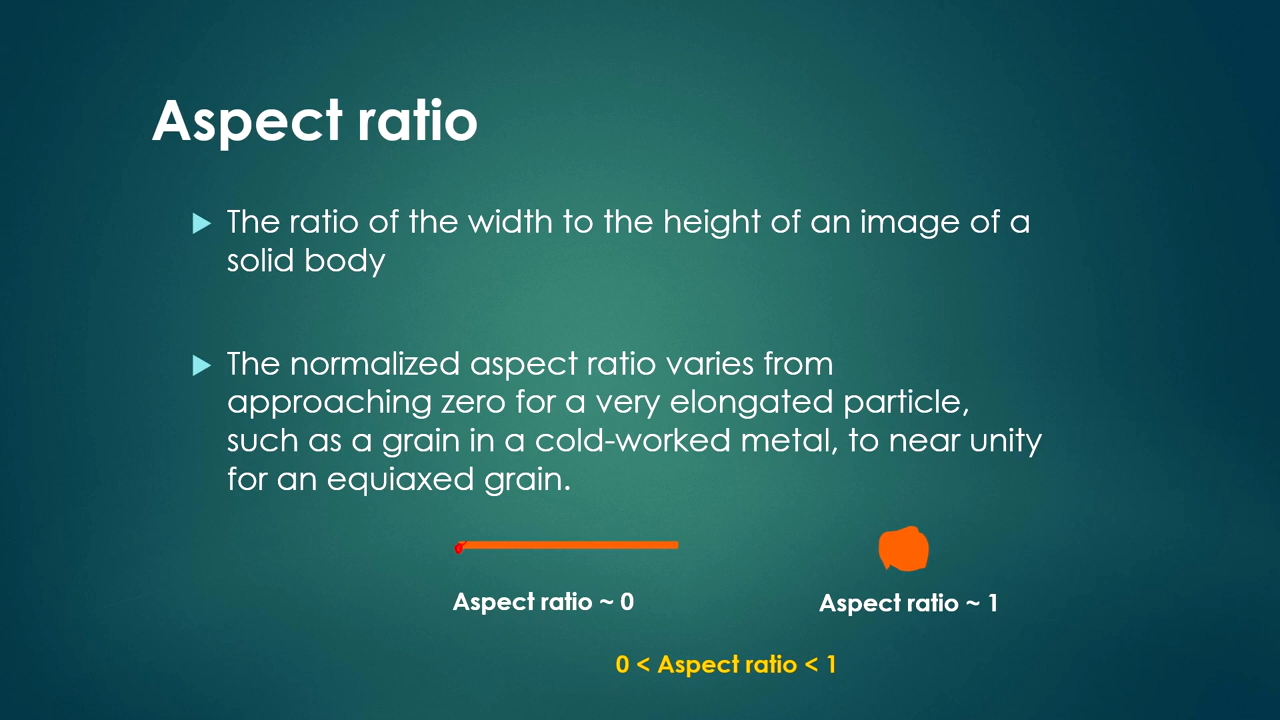 Aspect ratio
The ratio of the width to the height of an image of a
solid body
The normalized aspect ratio varies from
approaching zero for a very elongated particle,
such as a grain in a cold-worked metal, to near unity
for an equiaxed grain.
Aspect ratio ~ 0
Aspect ratio ~ 1
0 < Aspect ratio < 1